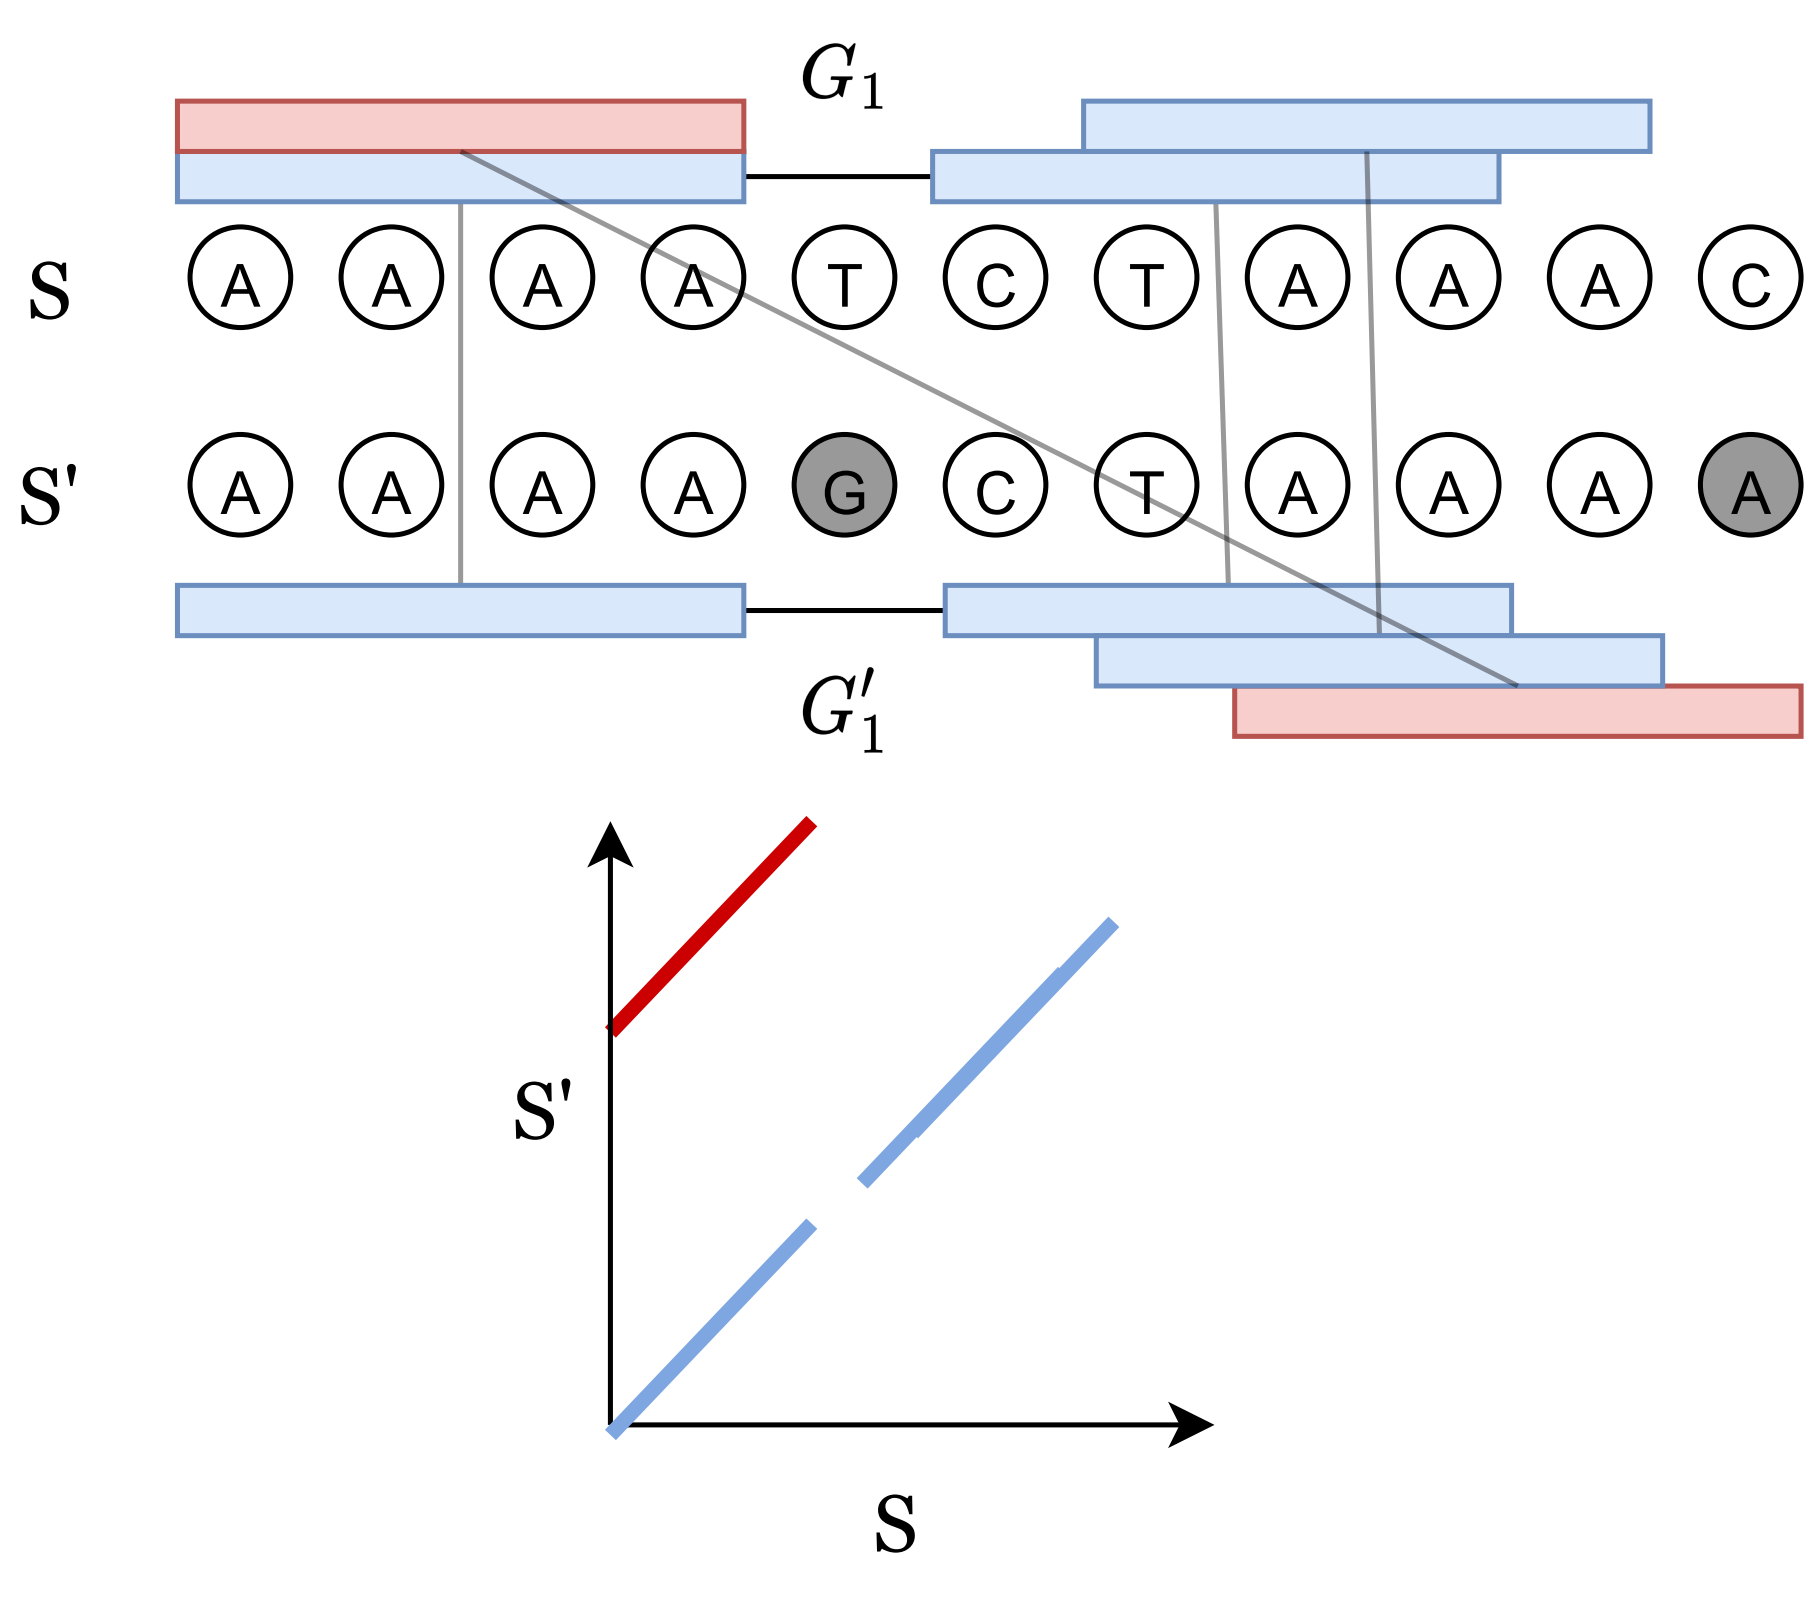 G₁
S A A A A T C T A A A C
S' A A A A G C T A A A A
G′₁
S'
S